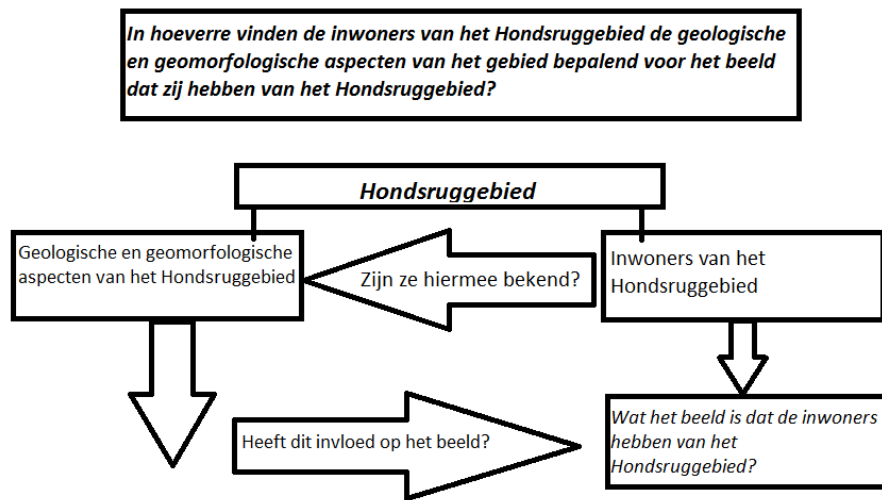 In hoeverre vinden de inwoners van het Hondsruggebied de geologische
en geomorfologische aspecten van het gebied bepalend voor het beeld
dat zij hebben van het Hondsruggebied?
Hondsruggebied
Geologische en geomorfologische
aspecten van het Hondsruggebied
Zijn ze hiermee bekend?
Inwoners van het
Hondsruggebied
Heeft dit invloed op het beeld?
Wat het beeld is dat de inwoners
hebben van het
Hondsruggebied?